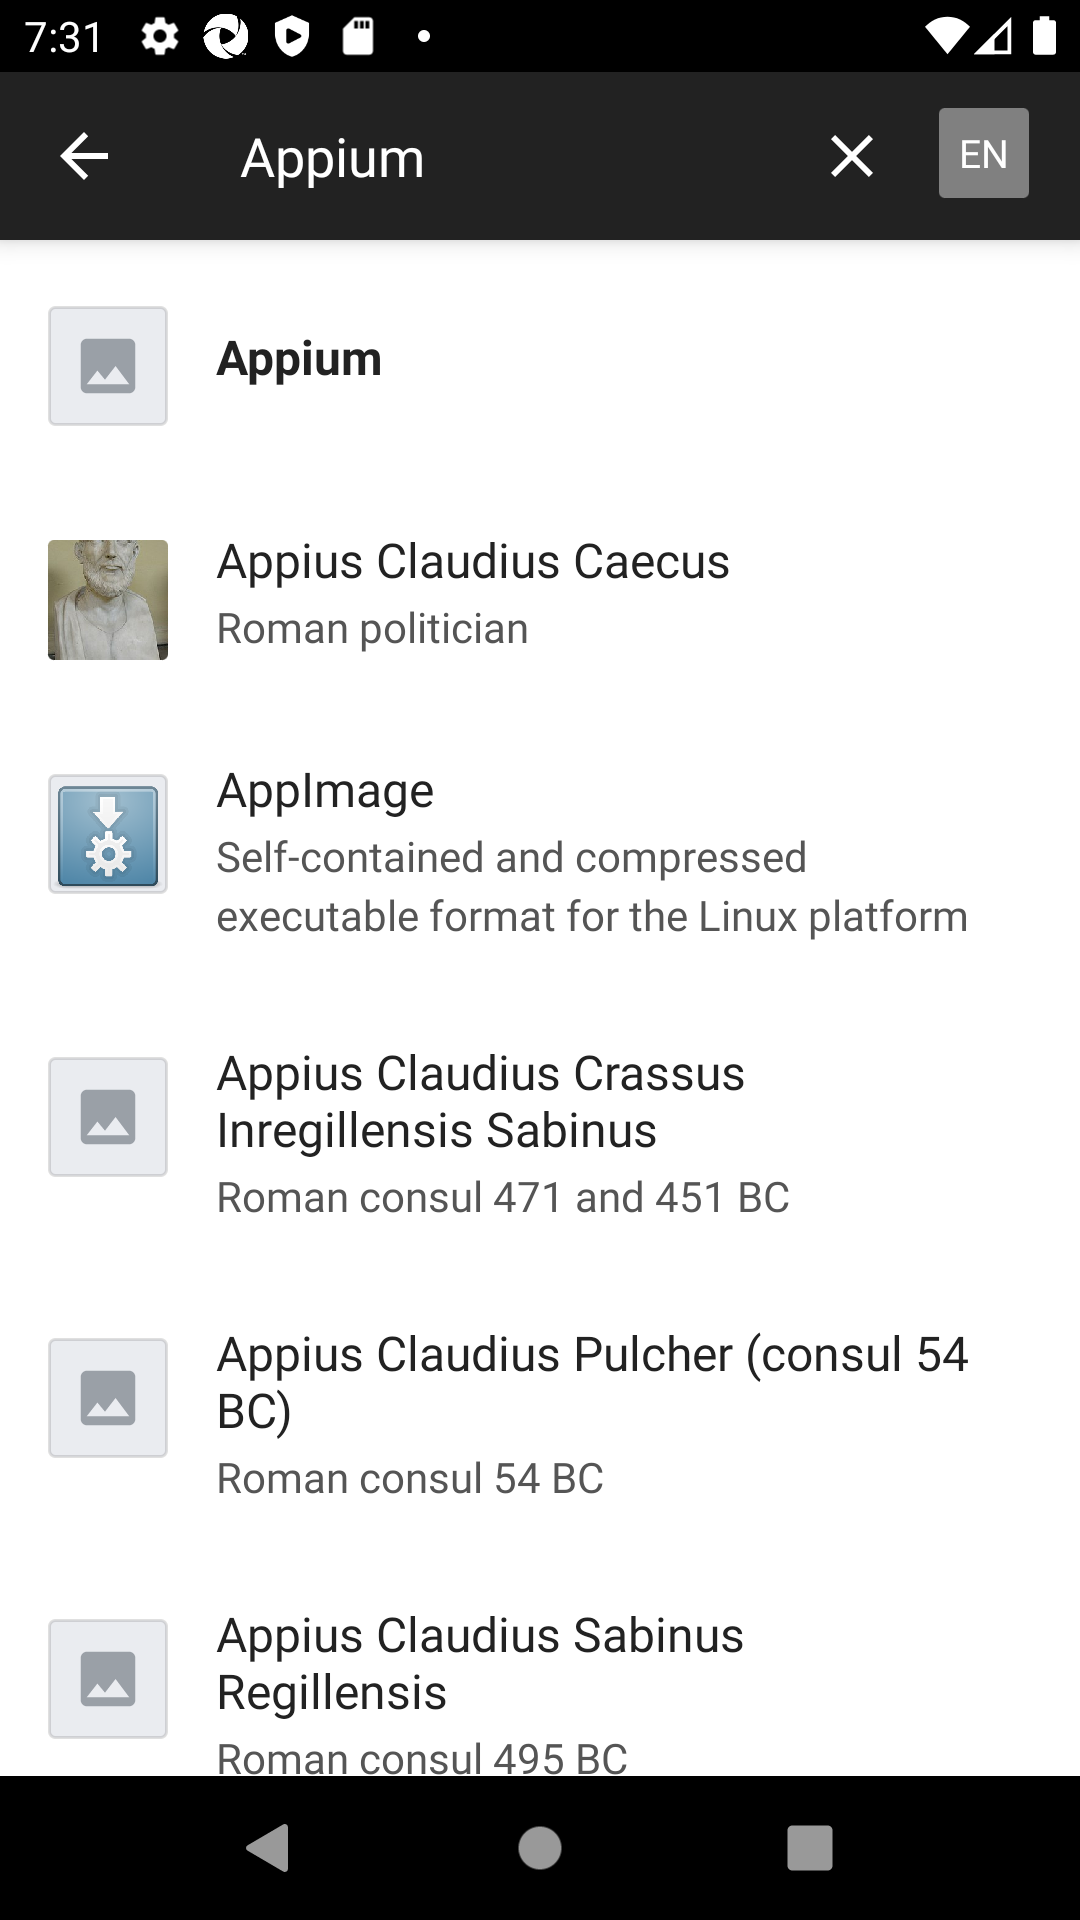 7:31
Appium
EN
Appium
Appius Claudius Caecus
Roman politician
AppImage
Self-contained and compressed
executable format for the Linux platform
Appius Claudius Crassus
Inregillensis Sabinus
Roman consul 471 and 451 BC
Appius Claudius Pulcher (consul 54
BC)
Roman consul 54 BC
Appius Claudius Sabinus
Regillensis
Roman consul 495 BC